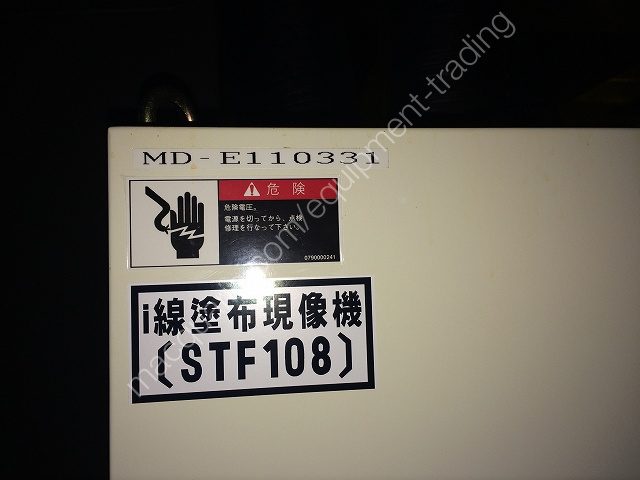 MD-E110331
危険
危険電圧。
電源を切ってから、点検
修理を行なって下さい。
0790000241
i線塗布現像機
(STF108)